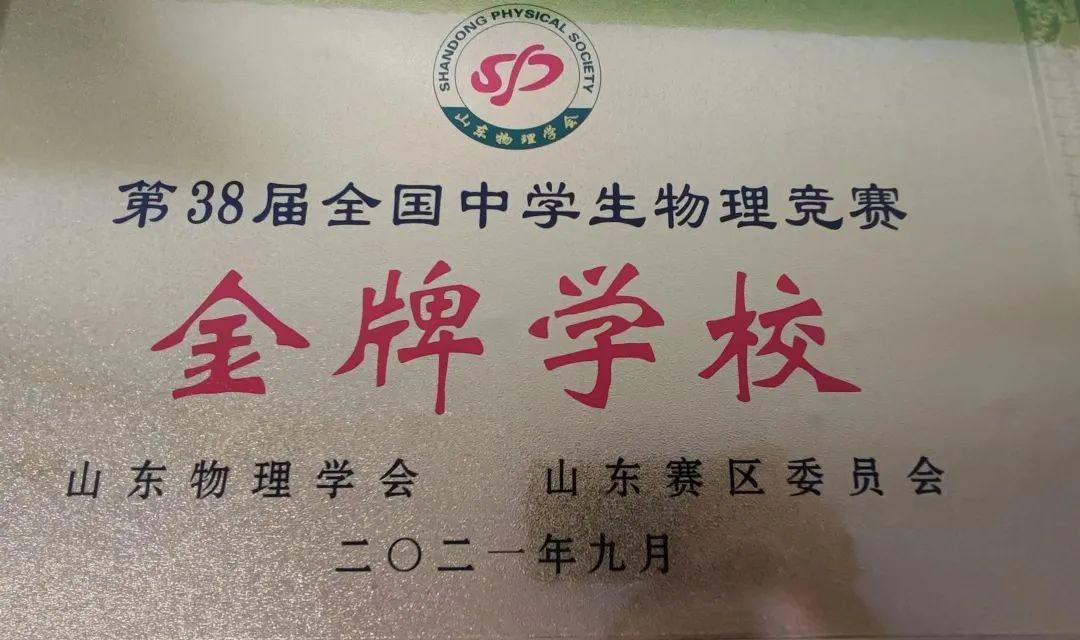 SHANDONG PHYSICAL SOCIETY
山东物理学会
第38届全国中学生物理竞赛
金牌学校
山东物理学会 山东赛区委员会
二〇二一年九月